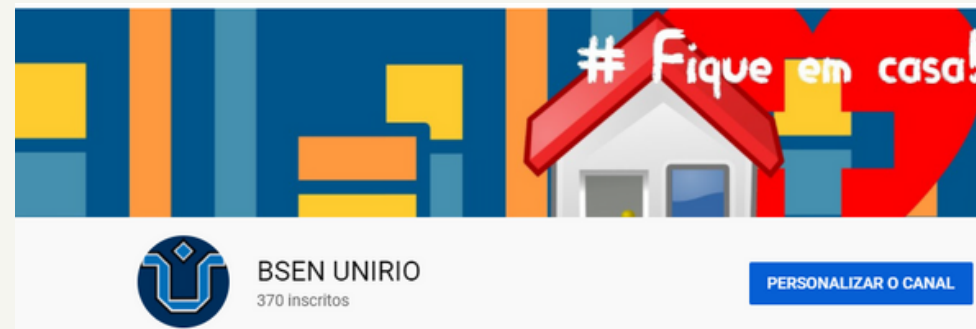 # Fique em casa!
BSEN UNIRIO
370 inscritos
PERSONALIZAR O CANAL